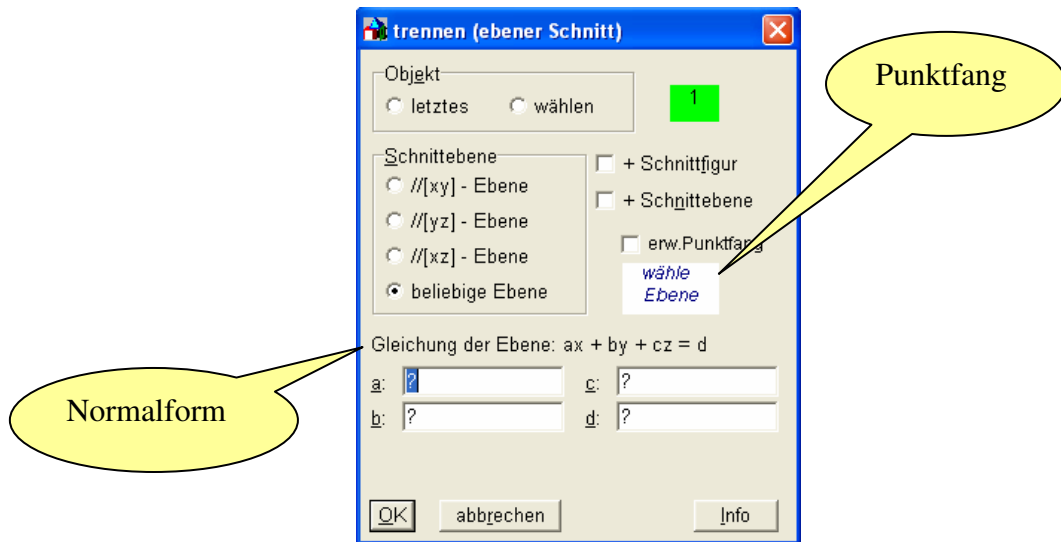 trennen (ebener Schnitt)
Punktfang
Objekt
letztes wählen
1
Schnittebene
//[xy] - Ebene
//[yz] - Ebene
//[xz] - Ebene
beliebige Ebene
+ Schnittfigur
+ Schnittebene
erw.Punktfang
wähle
Ebene
Gleichung der Ebene: ax + by + cz = d
a: ? c: ?
b: ? d: ?
Normalform
OK abbrechen Info